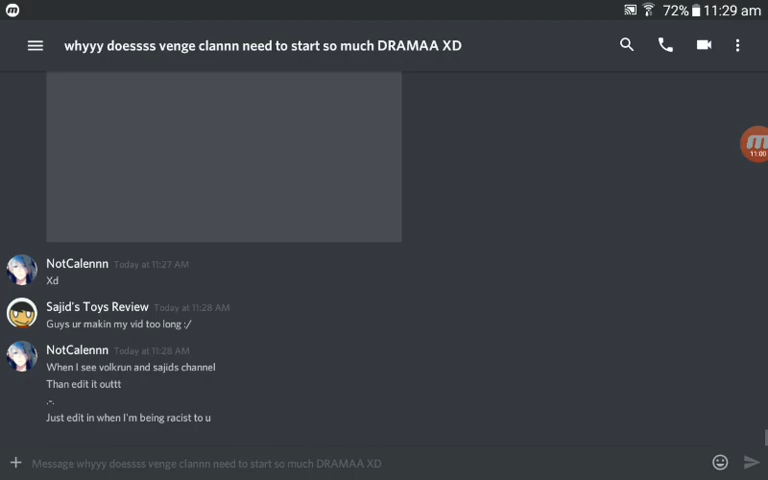 72% 11:29 am
whyyy doessss venge clannn need to start so much DRAMAA XD
11:00
NotCalennn Today at 11:27 AM
Xd
Sajid's Toys Review Today at 11:28 AM
Guys ur makin my vid too long :/
NotCalennn Today at 11:28 AM
When I see volkrun and sajids channel
Than edit it outtt
.-.
Just edit in when I'm being racist to u
Message whyyy doessss venge clannn need to start so much DRAMAA XD